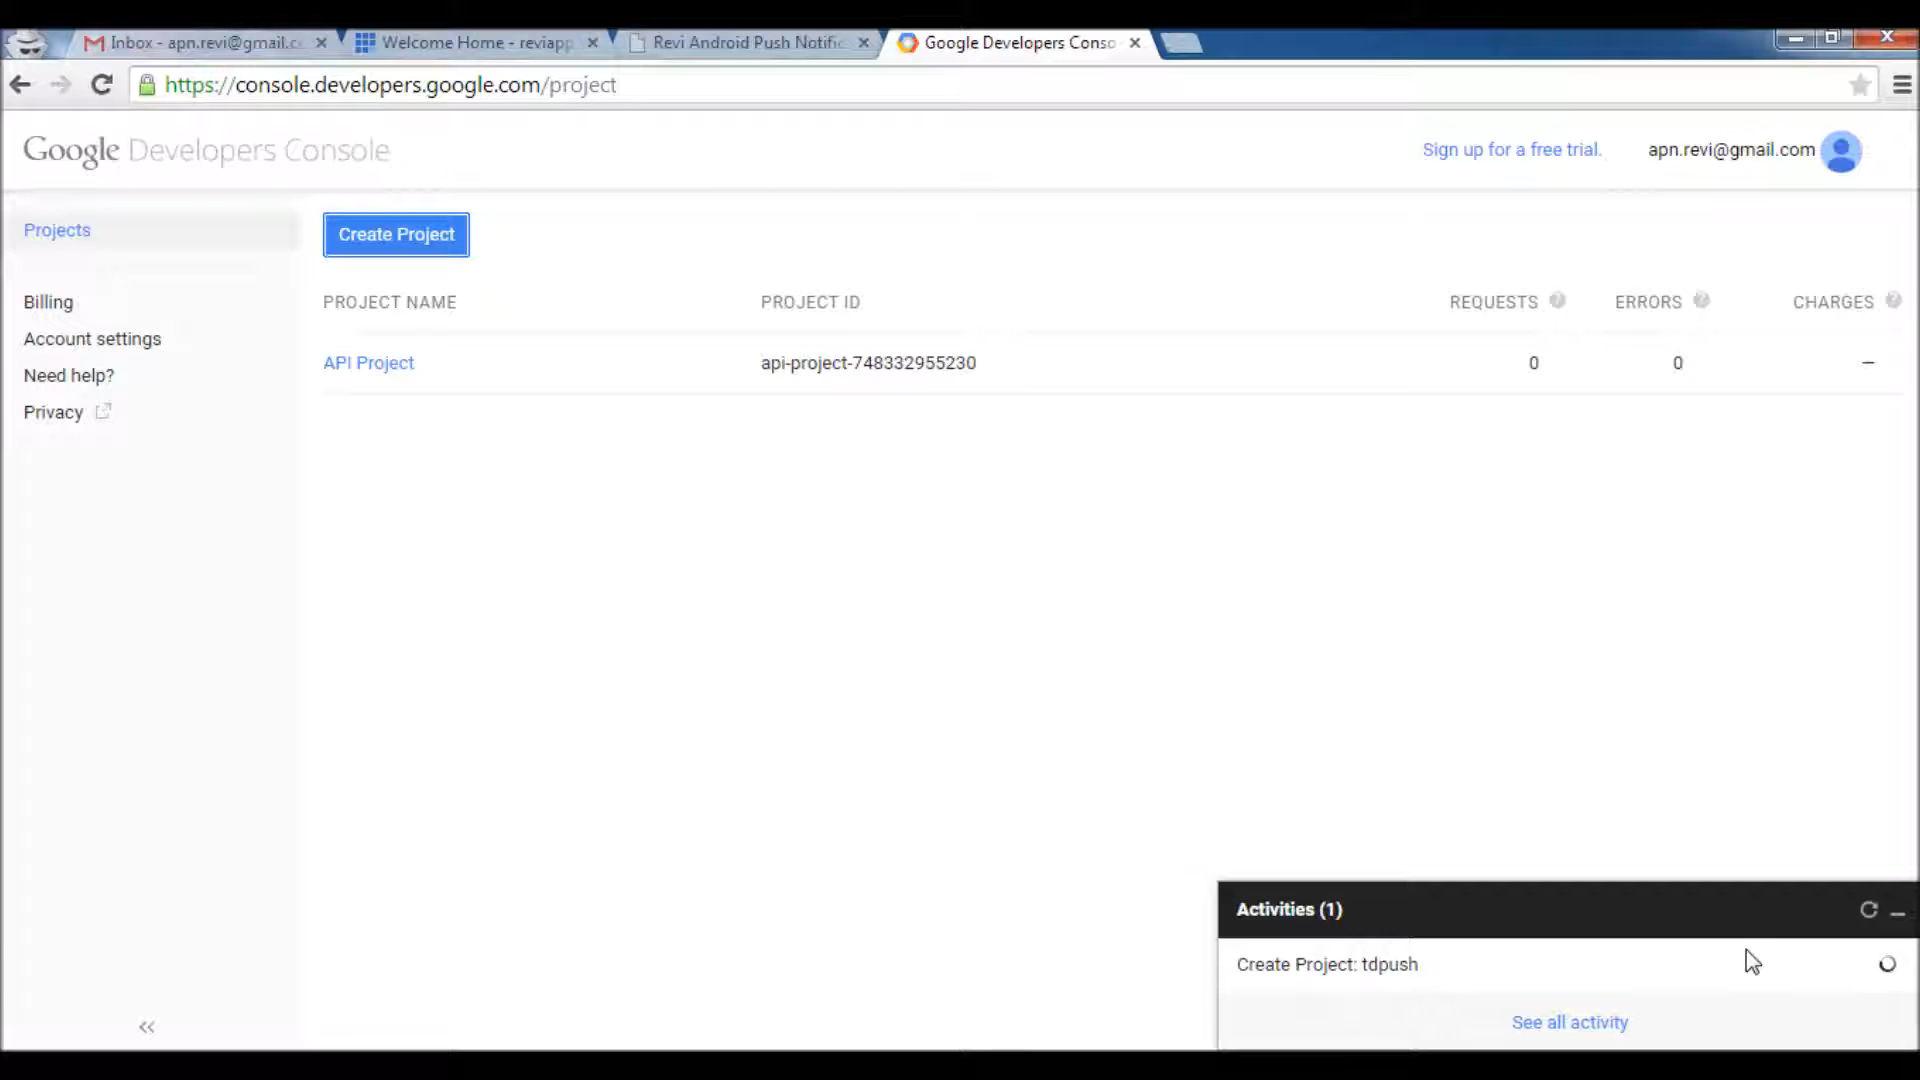 Inbox - apn.revi@gmail.c
Welcome Home - reviapp
Revi Android Push Notific
Google Developers Conso
https://console.developers.google.com/project
Google Developers Console
Sign up for a free trial.
apn.revi@gmail.com
Projects
Billing
Account settings
Need help?
Privacy
Create Project
PROJECT NAME PROJECT ID REQUESTS ERRORS CHARGES
API Project api-project-748332955230 0 0 —
Activities (1)
Create Project: tdpush
See all activity